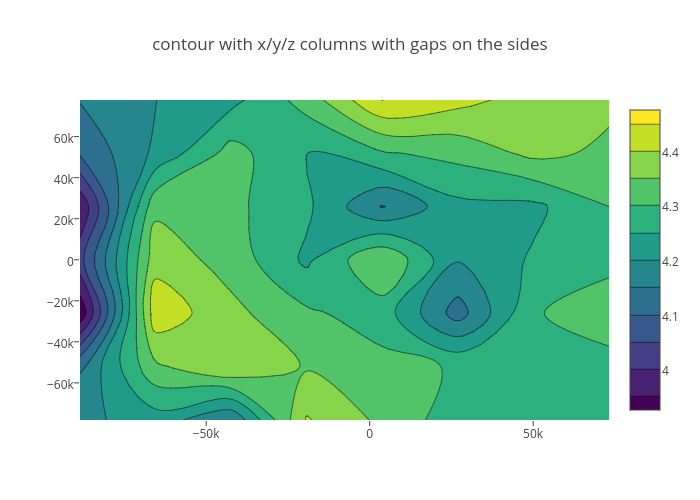 contour with x/y/z columns with gaps on the sides
60k
40k
20k
0
−20k
−40k
−60k
−50k
0
50k
4.4
4.3
4.2
4.1
4